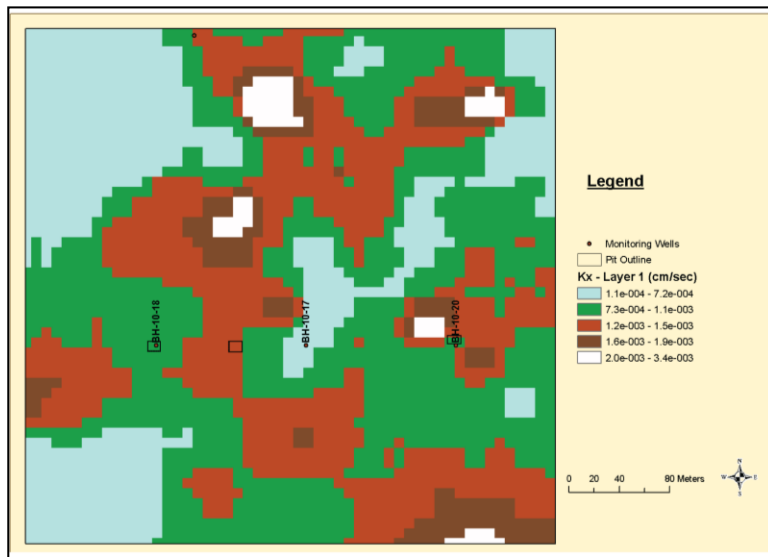 BH-10-18
BH-10-17
BH-10-20
Legend
Monitoring Wells
Pit Outline
Kx - Layer 1 (cm/sec)
1.1e-004 - 7.2e-004
7.3e-004 - 1.1e-003
1.2e-003 - 1.5e-003
1.6e-003 - 1.9e-003
2.0e-003 - 3.4e-003
N
W E
S
0 20 40 80 Meters